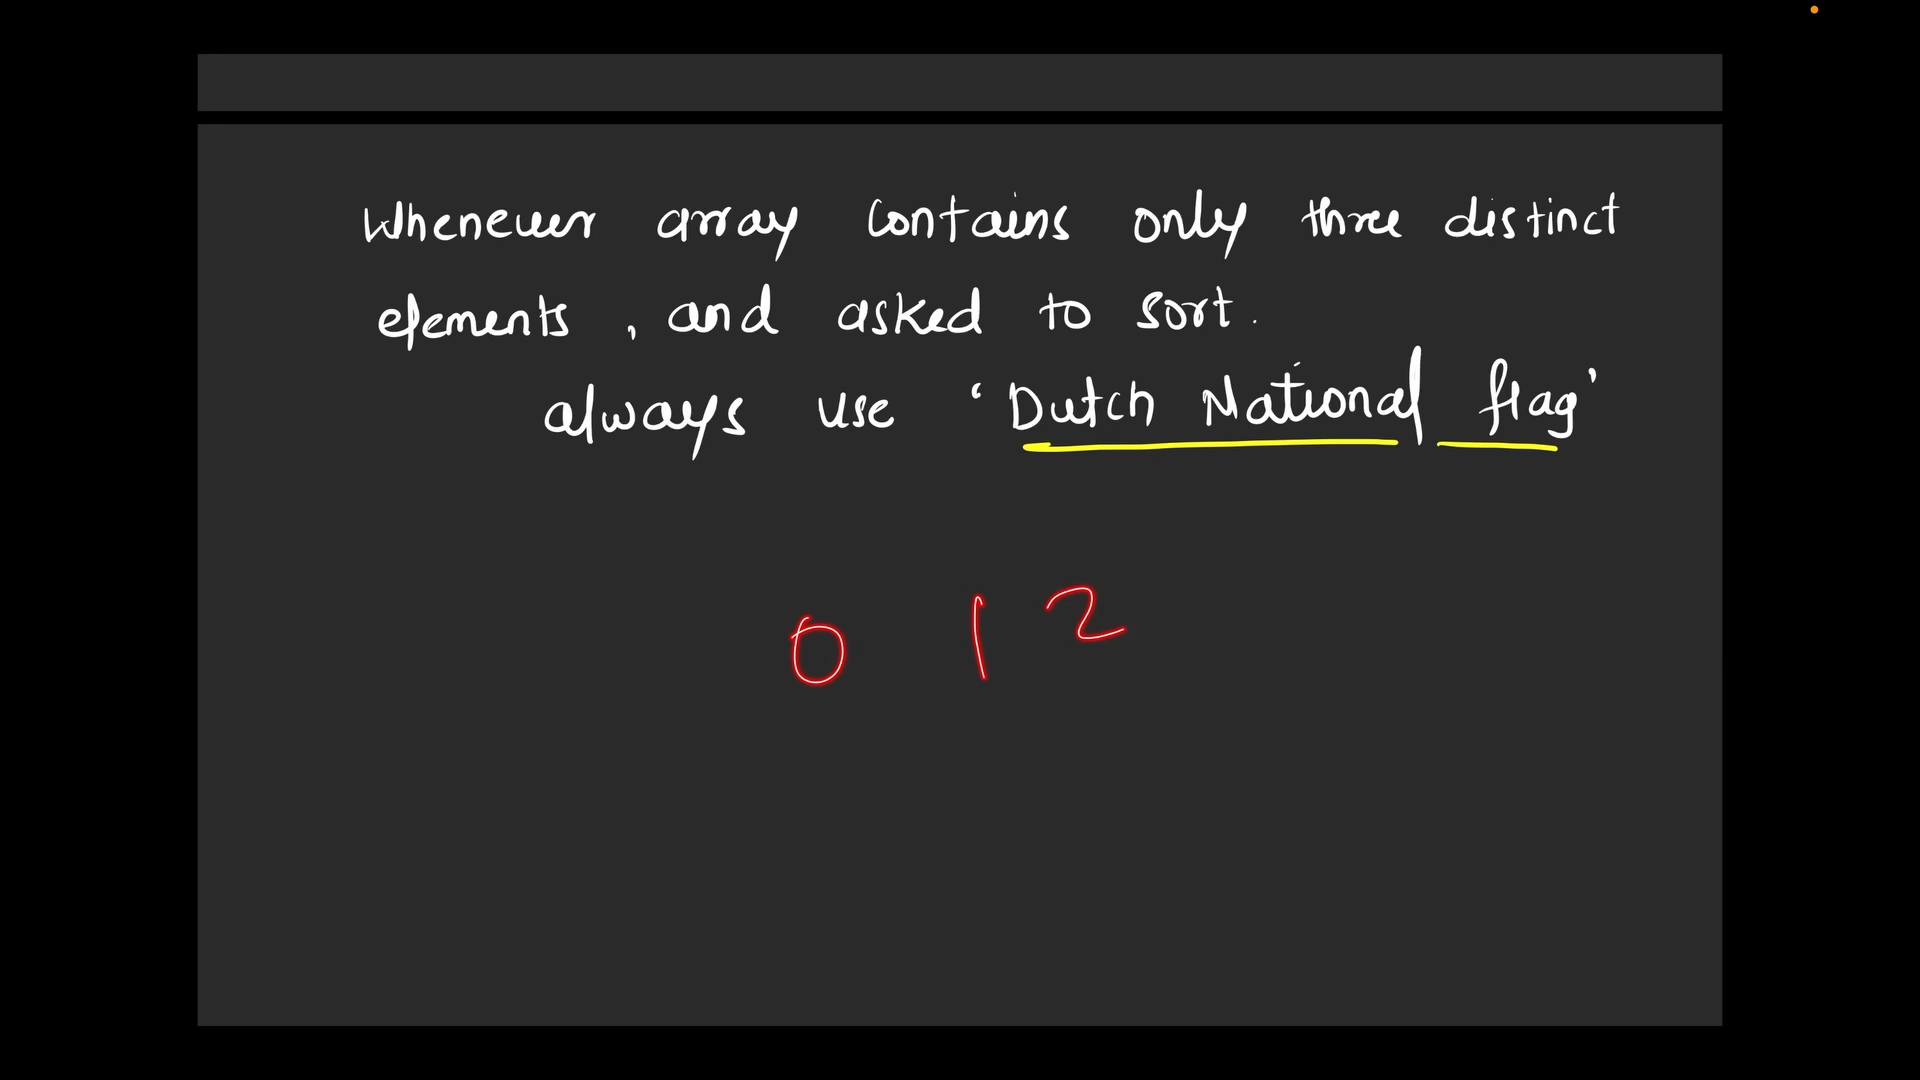 Whenever array contains only three distinct
elements, and asked to sort.
always use 'Dutch National flag'
0 1 2